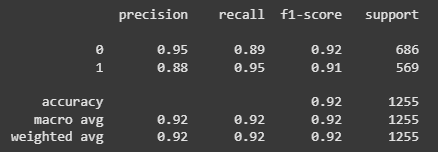 precision recall f1-score support
0 0.95 0.89 0.92 686
1 0.88 0.95 0.91 569
accuracy 0.92 1255
macro avg 0.92 0.92 0.92 1255
weighted avg 0.92 0.92 0.92 1255